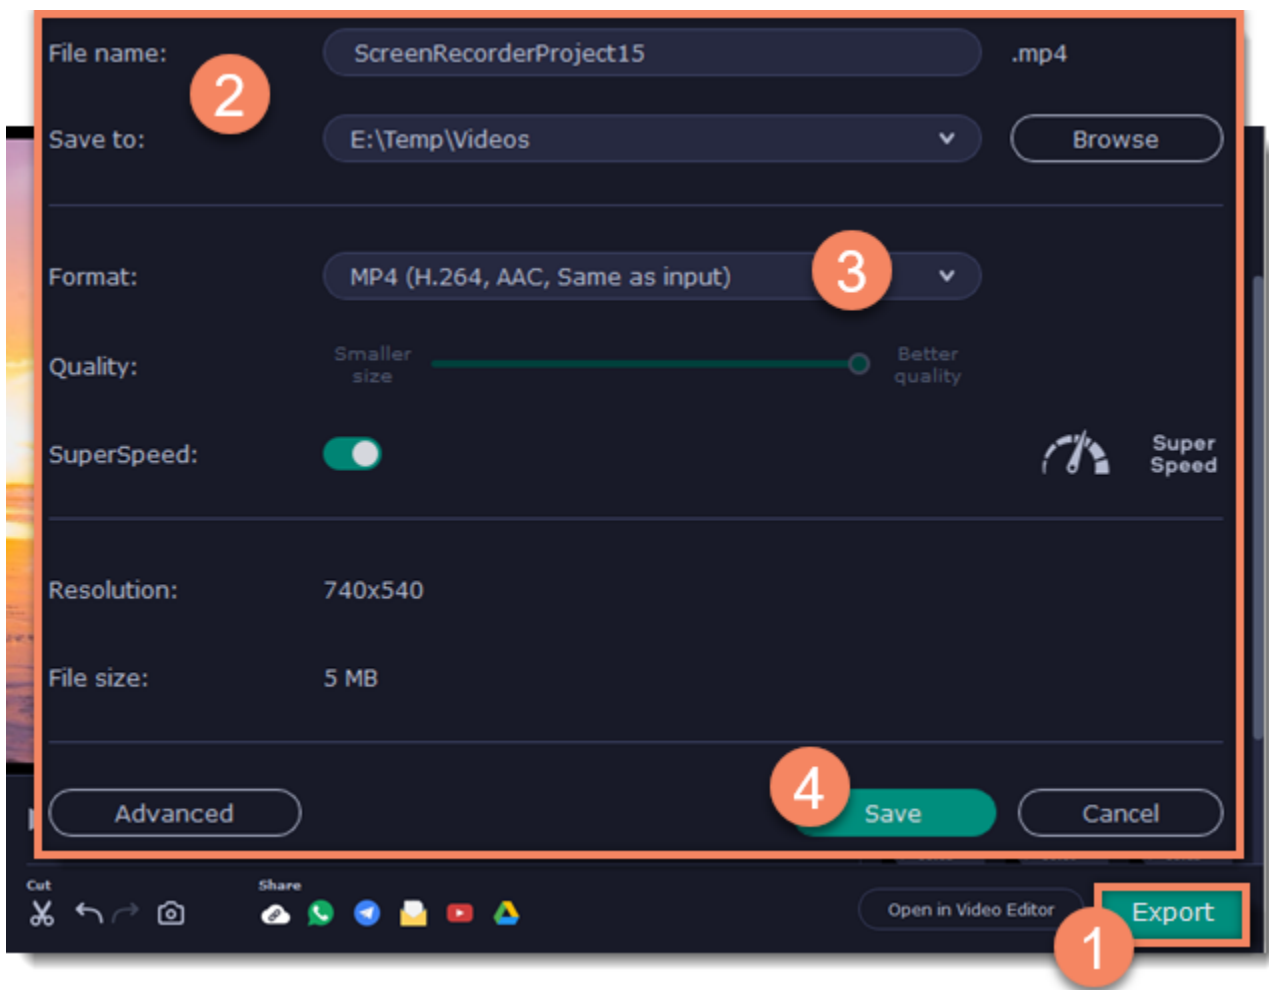 File name: ScreenRecorderProject15 .mp4
2
Save to: E:\Temp\Videos Browse
Format: MP4 (H.264, AAC, Same as input) 3
Quality: Smaller size Better quality
SuperSpeed: Super Speed
Resolution: 740x540
File size: 5 MB
4
Advanced Save Cancel
Cut Share
Open in Video Editor Export
1